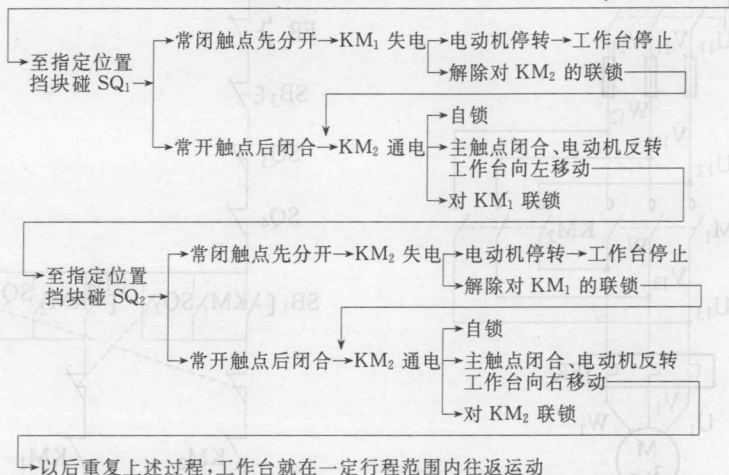 至指定位置
挡块碰 SQ₁
常闭触点先分开→KM₁ 失电→电动机停转→工作台停止
解除对 KM₂ 的联锁
常开触点后闭合→KM₂ 通电
自锁
主触点闭合、电动机反转
工作台向左移动
对 KM₁ 联锁
至指定位置
挡块碰 SQ₂
常闭触点先分开→KM₂ 失电→电动机停转→工作台停止
解除对 KM₁ 的联锁
常开触点后闭合→KM₂ 通电
自锁
主触点闭合、电动机反转
工作台向右移动
对 KM₂ 联锁
以后重复上述过程,工作台就在一定行程范围内往返运动